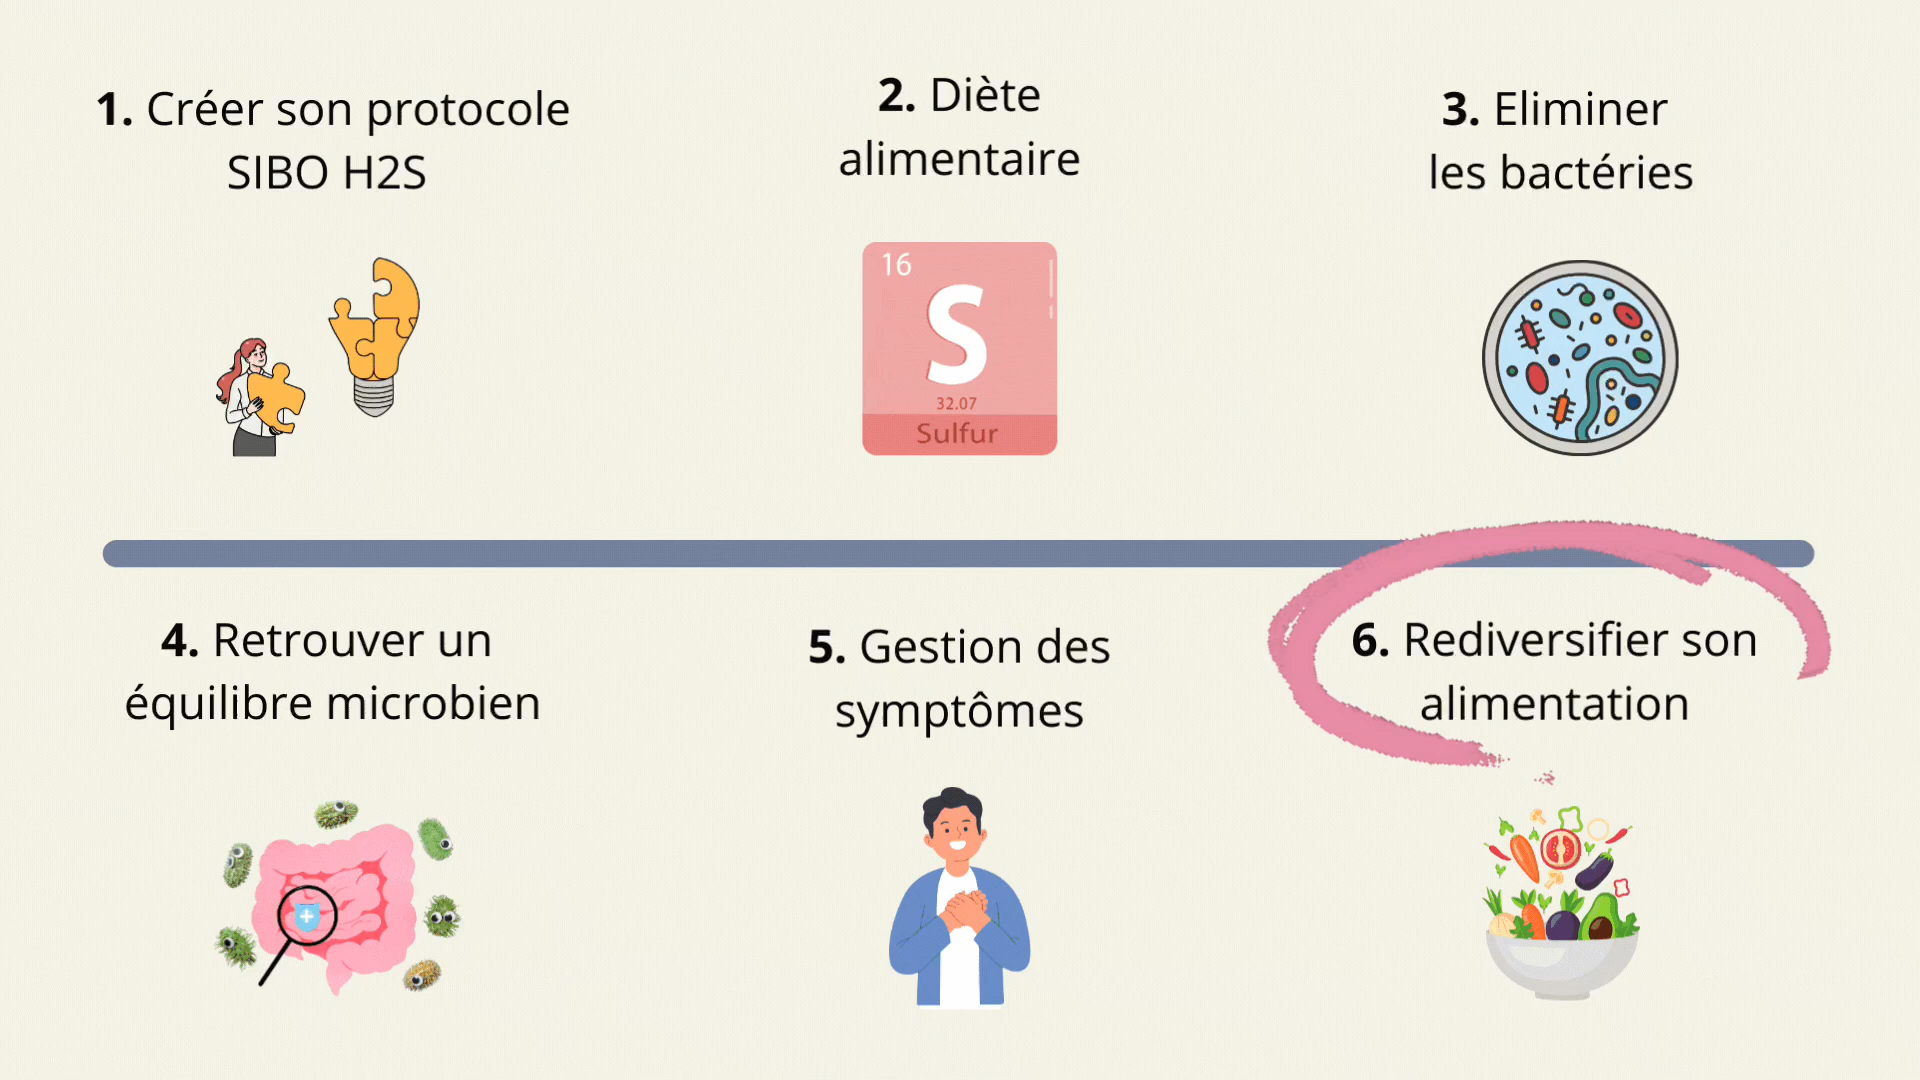 1. Créer son protocole
SIBO H2S
2. Diète
alimentaire
3. Eliminer
les bactéries
16
S
32.07
Sulfur
4. Retrouver un
équilibre microbien
5. Gestion des
symptômes
6. Rediversifier son
alimentation